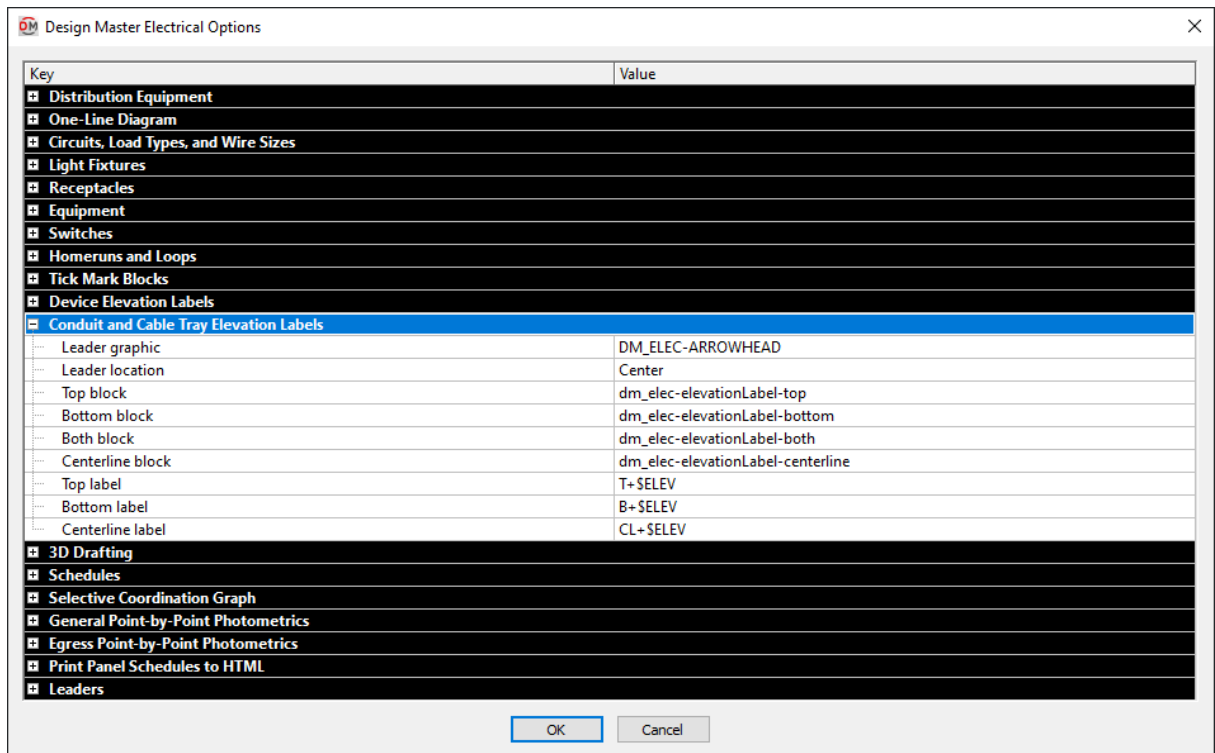 DM Design Master Electrical Options
Key Value
Distribution Equipment
One-Line Diagram
Circuits, Load Types, and Wire Sizes
Light Fixtures
Receptacles
Equipment
Switches
Homeruns and Loops
Tick Mark Blocks
Device Elevation Labels
Conduit and Cable Tray Elevation Labels
Leader graphic DM_ELEC-ARROWHEAD
Leader location Center
Top block dm_elec-elevationLabel-top
Bottom block dm_elec-elevationLabel-bottom
Both block dm_elec-elevationLabel-both
Centerline block dm_elec-elevationLabel-centerline
Top label T+$ELEV
Bottom label B+$ELEV
Centerline label CL+$ELEV
3D Drafting
Schedules
Selective Coordination Graph
General Point-by-Point Photometrics
Egress Point-by-Point Photometrics
Print Panel Schedules to HTML
Leaders
OK Cancel